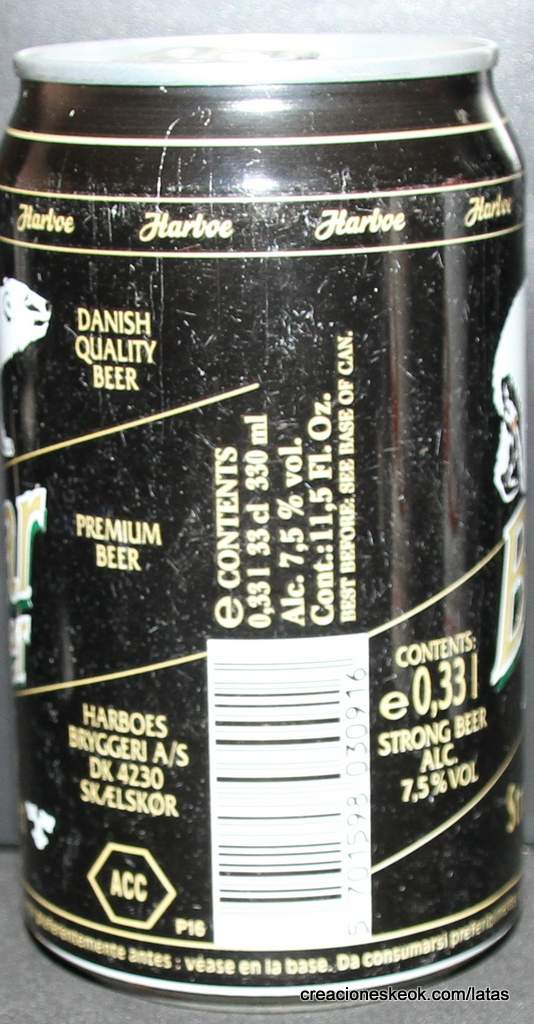 Harboe Harboe Harboe Harboe
DANISH
QUALITY
BEER
PREMIUM
BEER
HARBOES
BRYGGERI A/S
DK 4230
SKÆLSKØR
ACC
P16
e CONTENTS
0,33 l 33 cl 330 ml
Alc. 7,5 % vol.
Cont.: 11,5 Fl. Oz.
BEST BEFORE: SEE BASE OF CAN.
5 701598 030916
CONTENTS:
e 0,33 l
STRONG BEER
ALC.
7,5% VOL
antes : véase en la base. Da consumarsi
creacioneskeok.com/latas